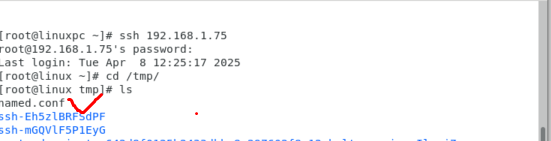 [root@linuxpc ~]# ssh 192.168.1.75
root@192.168.1.75's password:
Last login: Tue Apr  8 12:25:17 2025
[root@linux ~]# cd /tmp/
[root@linux tmp]# ls
named.conf
ssh-Eh5zlBRFSdPF
ssh-mGQVlF5P1EyG